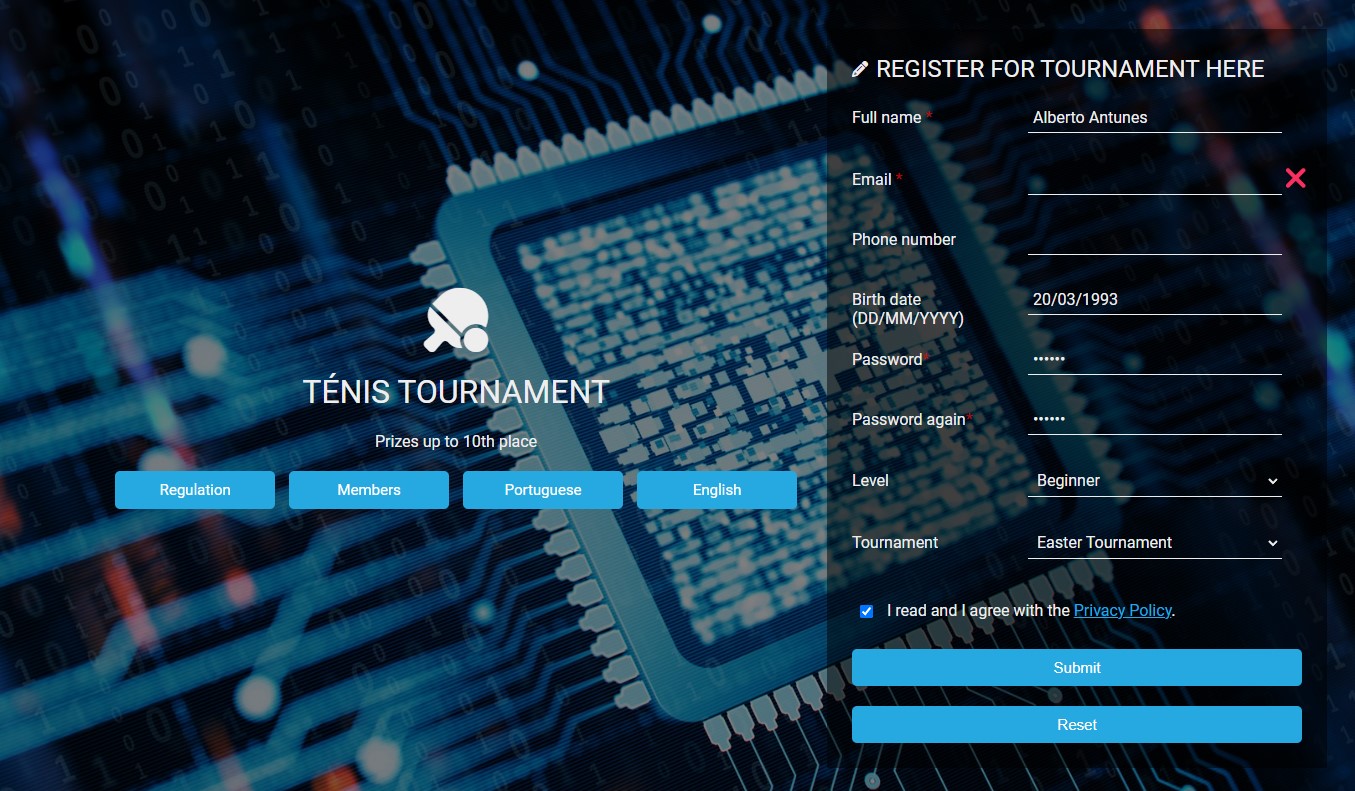 TÉNIS TOURNAMENT
Prizes up to 10th place
Regulation
Members
Portuguese
English
REGISTER FOR TOURNAMENT HERE
Full name * Alberto Antunes
Email *
Phone number
Birth date 20/03/1993
(DD/MM/YYYY)
Password* ••••••
Password again* ••••••
Level Beginner
Tournament Easter Tournament
I read and I agree with the Privacy Policy.
Submit
Reset